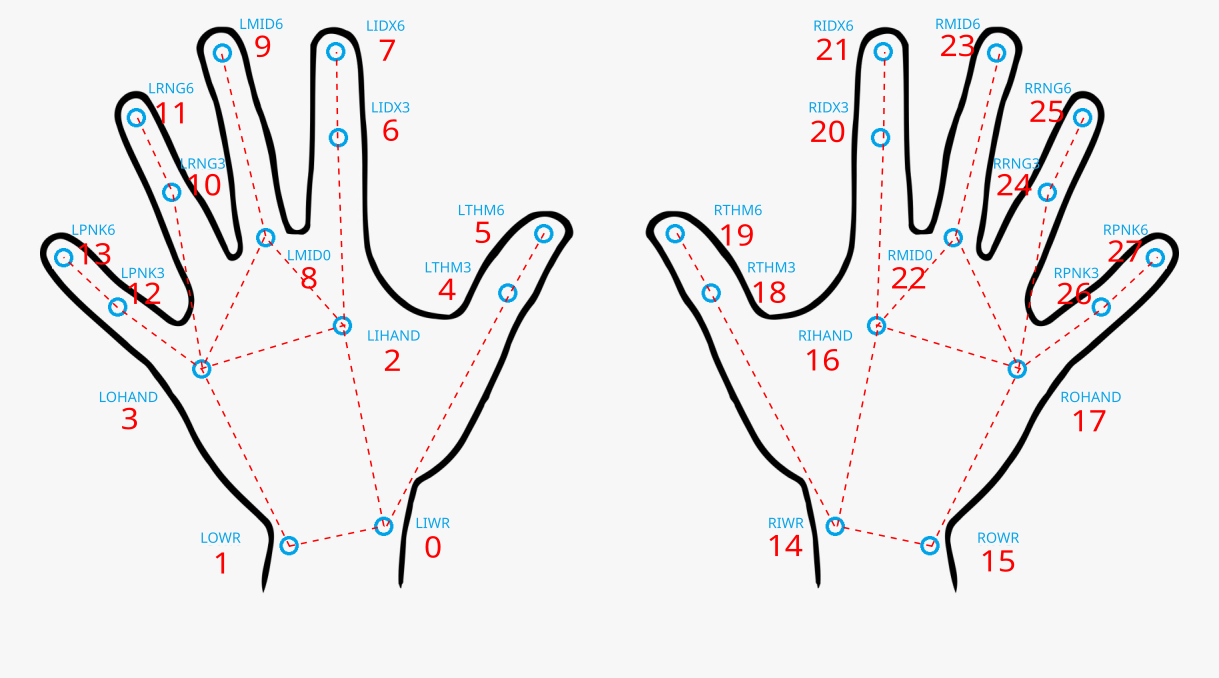 LMID6
9
LIDX6
7
RIDX6
21
RMID6
23
LRNG6
11
LIDX3
6
RIDX3
20
RRNG6
25
LRNG3
10
RRNG3
24
LPNK6
13
LTHM6
5
RTHM6
19
RPNK6
27
LPNK3
12
LMID0
8
LTHM3
4
RTHM3
18
RMID0
22
RPNK3
26
LIHAND
2
RIHAND
16
LOHAND
3
ROHAND
17
LOWR
1
LIWR
0
RIWR
14
ROWR
15